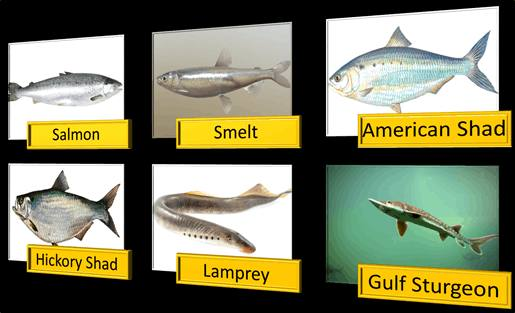 Salmon
Smelt
American Shad
Hickory Shad
Lamprey
Gulf Sturgeon